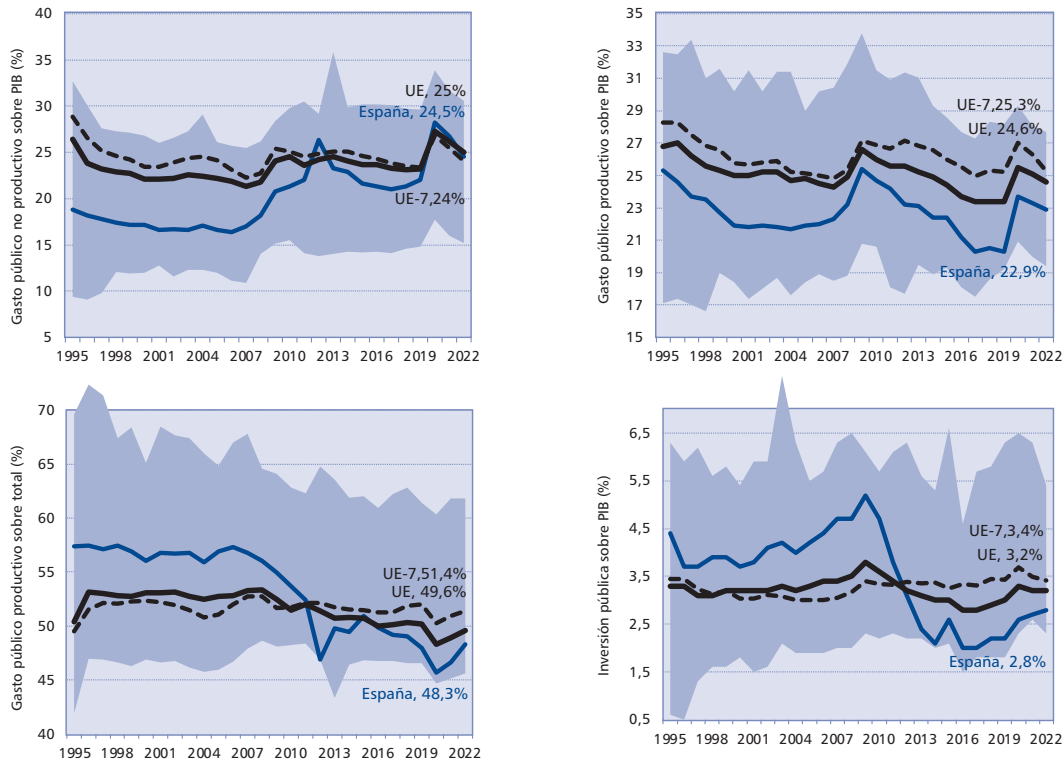 Gasto público no productivo sobre PIB (%)
40
35
30
25
20
15
10
5
UE, 25%
España, 24,5%
UE-7,24%
1995 1998 2001 2004 2007 2010 2013 2016 2019 2022
Gasto público productivo sobre PIB (%)
35
33
31
29
27
25
23
21
19
17
15
UE-7,25,3%
UE, 24,6%
España, 22,9%
1995 1998 2001 2004 2007 2010 2013 2016 2019 2022
Gasto público productivo sobre total (%)
70
65
60
55
50
45
40
UE-7,51,4%
UE, 49,6%
España, 48,3%
1995 1998 2001 2004 2007 2010 2013 2016 2019 2022
Inversión pública sobre PIB (%)
6,5
5,5
4,5
3,5
2,5
1,5
0,5
UE-7,3,4%
UE, 3,2%
España, 2,8%
1995 1998 2001 2004 2007 2010 2013 2016 2019 2022